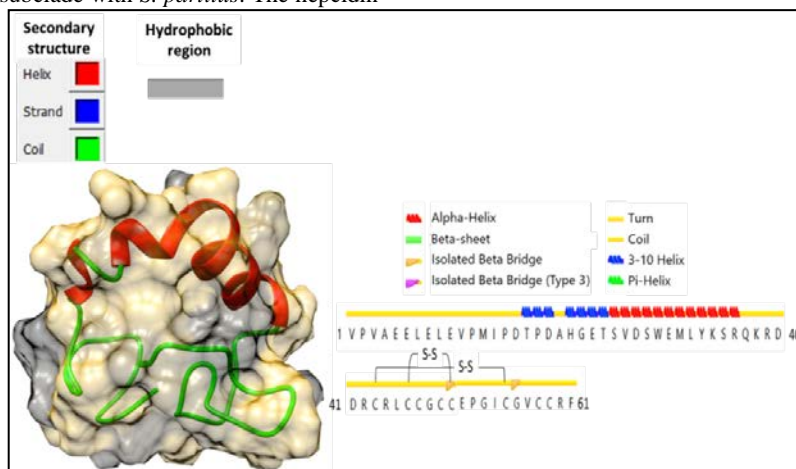 subclade with S. The hepcidin
Secondary structure
Hydrophobic region
Helix
Strand
Coil
Alpha-Helix
Beta-sheet
Isolated Beta Bridge
Isolated Beta Bridge (Type 3)
Turn
Coil
3-10 Helix
Pi-Helix
1 V P V A E E L E L E V P M I P D T P D A H G E T S V D S W E M L Y K S R Q K R D 40
S-S
S-S
41 D R C R L C C G C C E P G I C G V C C R F 61